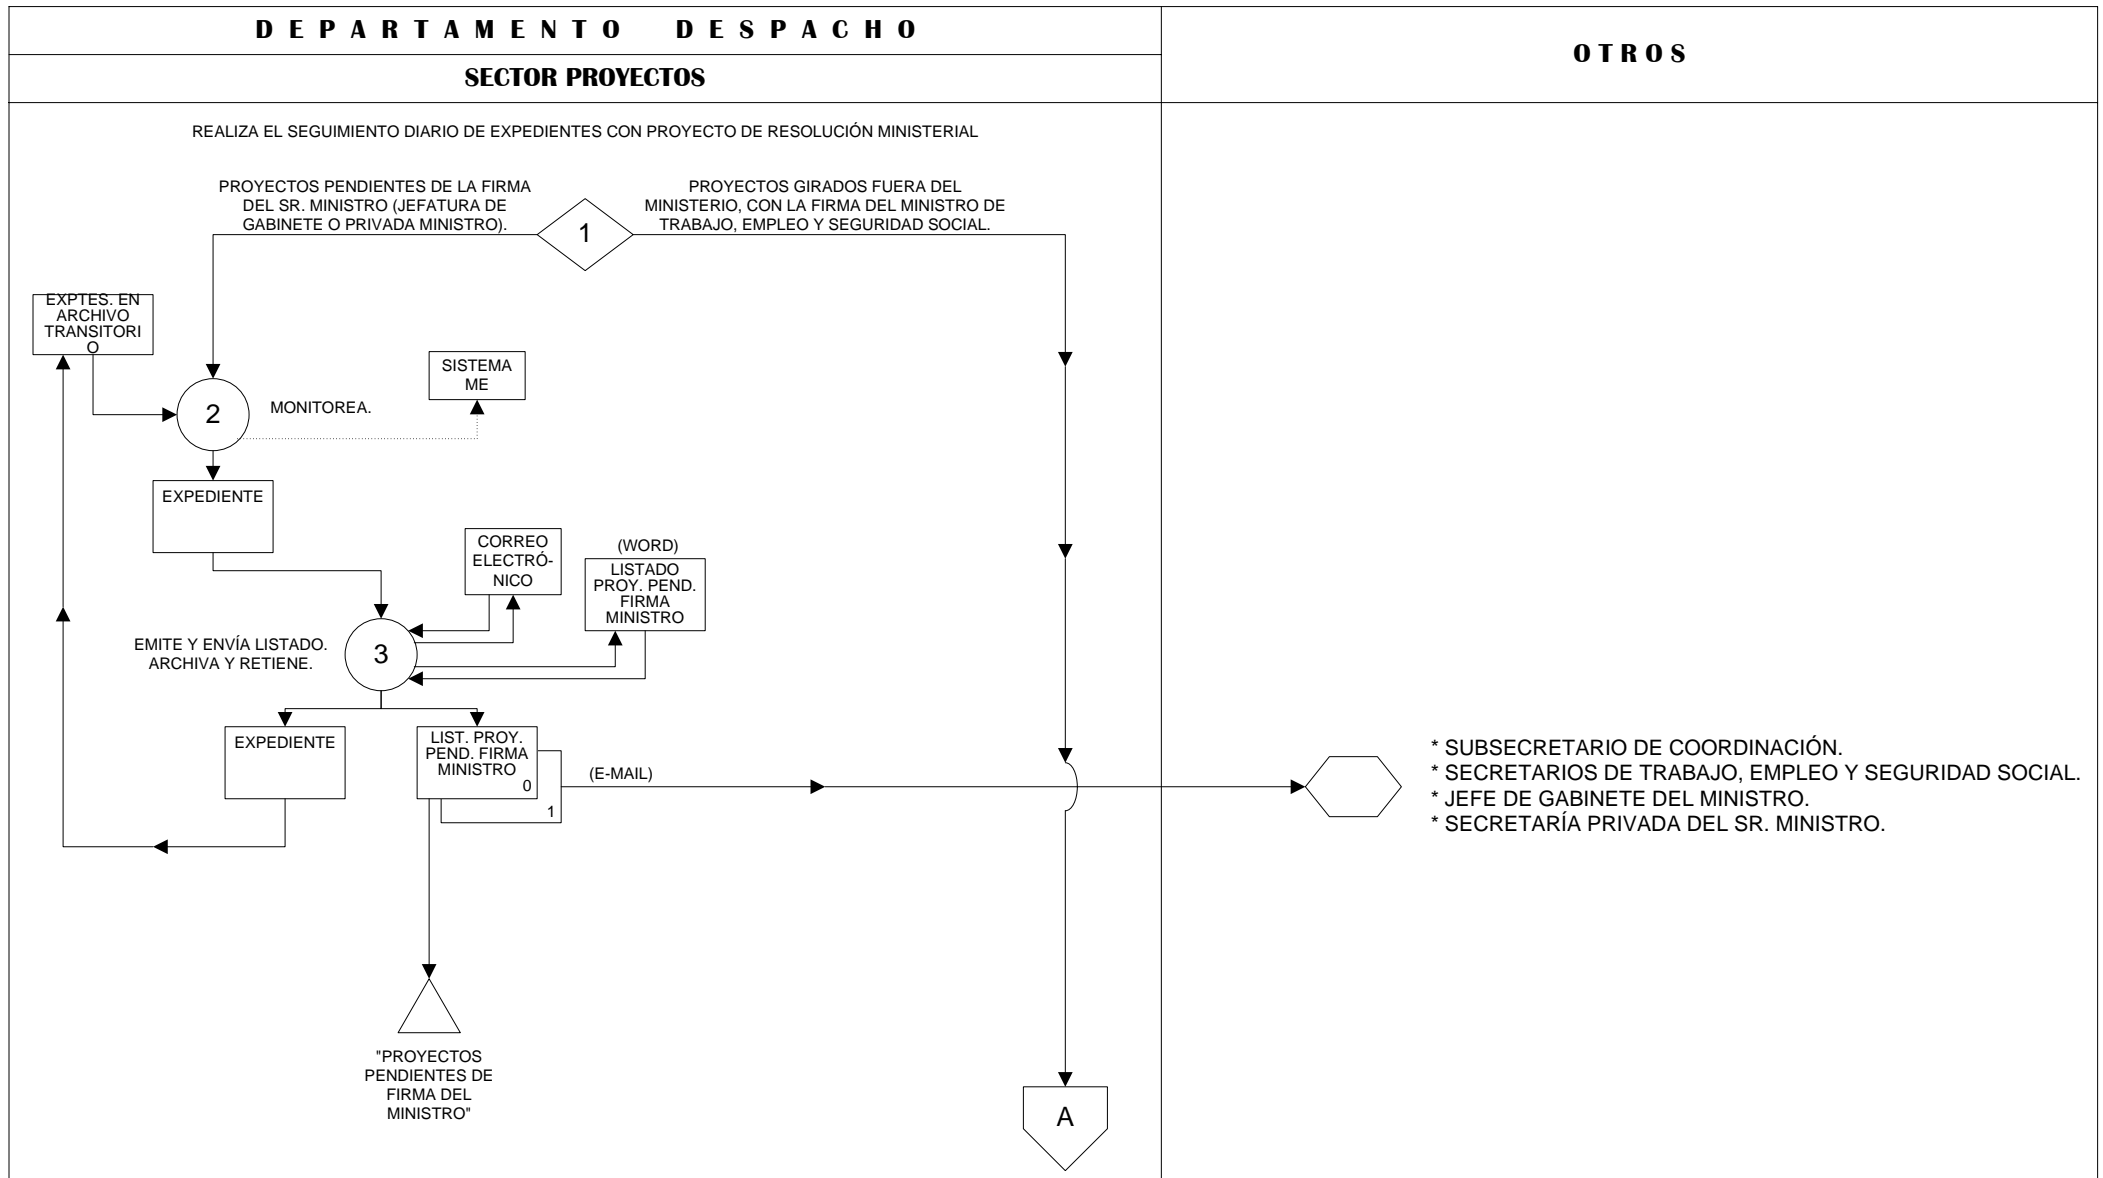 DEPARTAMENTO DESPACHO
OTROS
SECTOR PROYECTOS
REALIZA EL SEGUIMIENTO DIARIO DE EXPEDIENTES CON PROYECTO DE RESOLUCIÓN MINISTERIAL
PROYECTOS PENDIENTES DE LA FIRMA
DEL SR. MINISTRO (JEFATURA DE
GABINETE O PRIVADA MINISTRO).
1
PROYECTOS GIRADOS FUERA DEL
MINISTERIO, CON LA FIRMA DEL MINISTRO DE
TRABAJO, EMPLEO Y SEGURIDAD SOCIAL.
EXPTES. EN
ARCHIVO
TRANSITORI
O
SISTEMA
ME
2
MONITOREA.
EXPEDIENTE
CORREO
ELECTRÓ-
NICO
(WORD)
LISTADO
PROY. PEND.
FIRMA
MINISTRO
EMITE Y ENVÍA LISTADO.
ARCHIVA Y RETIENE.
3
EXPEDIENTE
LIST. PROY.
PEND. FIRMA
MINISTRO
0
1
(E-MAIL)
* SUBSECRETARIO DE COORDINACIÓN.
* SECRETARIOS DE TRABAJO, EMPLEO Y SEGURIDAD SOCIAL.
* JEFE DE GABINETE DEL MINISTRO.
* SECRETARÍA PRIVADA DEL SR. MINISTRO.
"PROYECTOS
PENDIENTES DE
FIRMA DEL
MINISTRO"
A